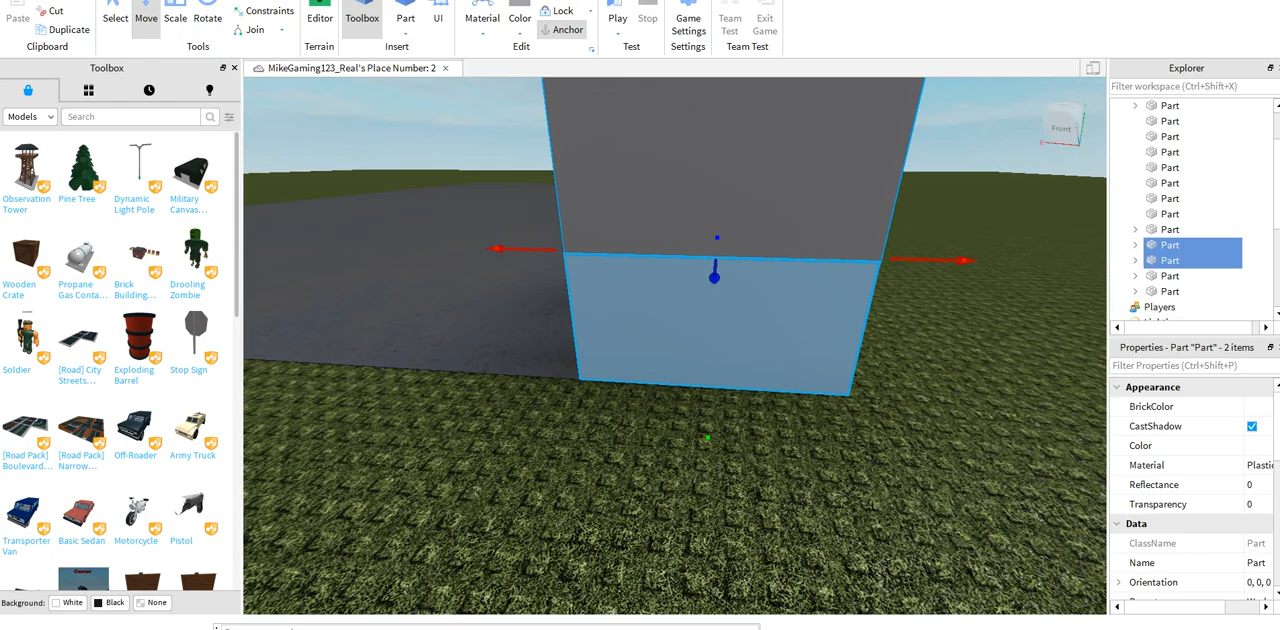 Paste
Cut
Duplicate
Clipboard
Select
Move
Scale
Rotate
Constraints
Join
Tools
Editor
Terrain
Toolbox
Part
UI
Insert
Material
Color
Lock
Anchor
Edit
Play
Stop
Test
Game
Settings
Settings
Team
Test
Exit
Game
Team Test
Toolbox
MikeGaming123_Real's Place Number: 2
Explorer
Filter workspace (Ctrl+Shift+X)
Models
Search
Front
X
Part
Part
Part
Part
Part
Part
Part
Part
Part
Part
Part
Part
Part
Players
Observation
Tower
Pine Tree
Dynamic
Light Pole
Military
Canvas...
Wooden
Crate
Propane
Gas Conta...
Brick
Building...
Drooling
Zombie
Soldier
[Road] City
Streets...
Exploding
Barrel
Stop Sign
[Road Pack]
Boulevard...
[Road Pack]
Narrow...
Off-Roader
Army Truck
Transporter
Van
Basic Sedan
Motorcycle
Pistol
Owner
Background:
White
Black
None
Properties - Part "Part" - 2 items
Filter Properties (Ctrl+Shift+P)
Appearance
BrickColor
CastShadow
Color
Material Plastic
Reflectance 0
Transparency 0
Data
ClassName Part
Name Part
Orientation 0, 0, 0